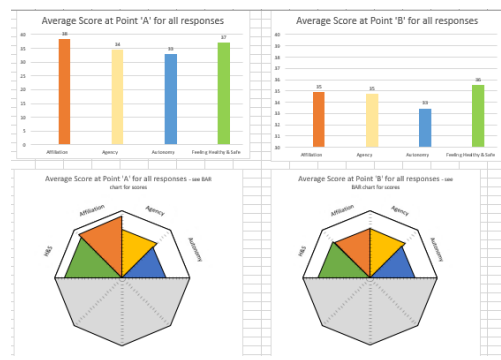 Average Score at Point 'A' for all responses
40
35
30
25
20
15
10
5
0
34
33
37
Affiliation
Agency
Autonomy
Feeling Healthy & Safe
Average Score at Point 'B' for all responses
40
39
38
37
36
35
34
33
32
31
30
35
35
33
36
Affiliation
Agency
Autonomy
Feeling Healthy & Safe
Average Score at Point 'A' for all responses - see BAR
chart for scores
Affiliation
Agency
H&S
Autonomy
Average Score at Point 'B' for all responses - see
BAR chart for scores
Affiliation
Agency
H&S
Autonomy